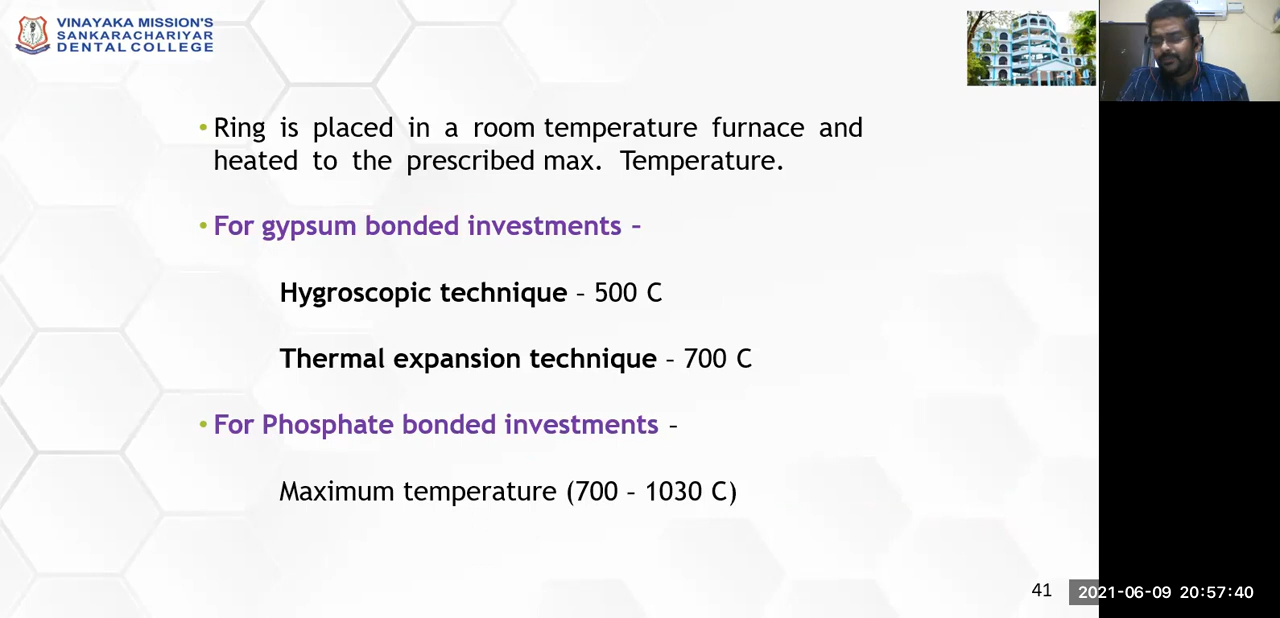 VINAYAKA MISSION'S
SANKARACHARIYAR
DENTAL COLLEGE
• Ring is placed in a room temperature furnace and
heated to the prescribed max. Temperature.
• For gypsum bonded investments –
Hygroscopic technique – 500 C
Thermal expansion technique – 700 C
• For Phosphate bonded investments –
Maximum temperature (700 – 1030 C)
41
2021-06-09 20:57:40